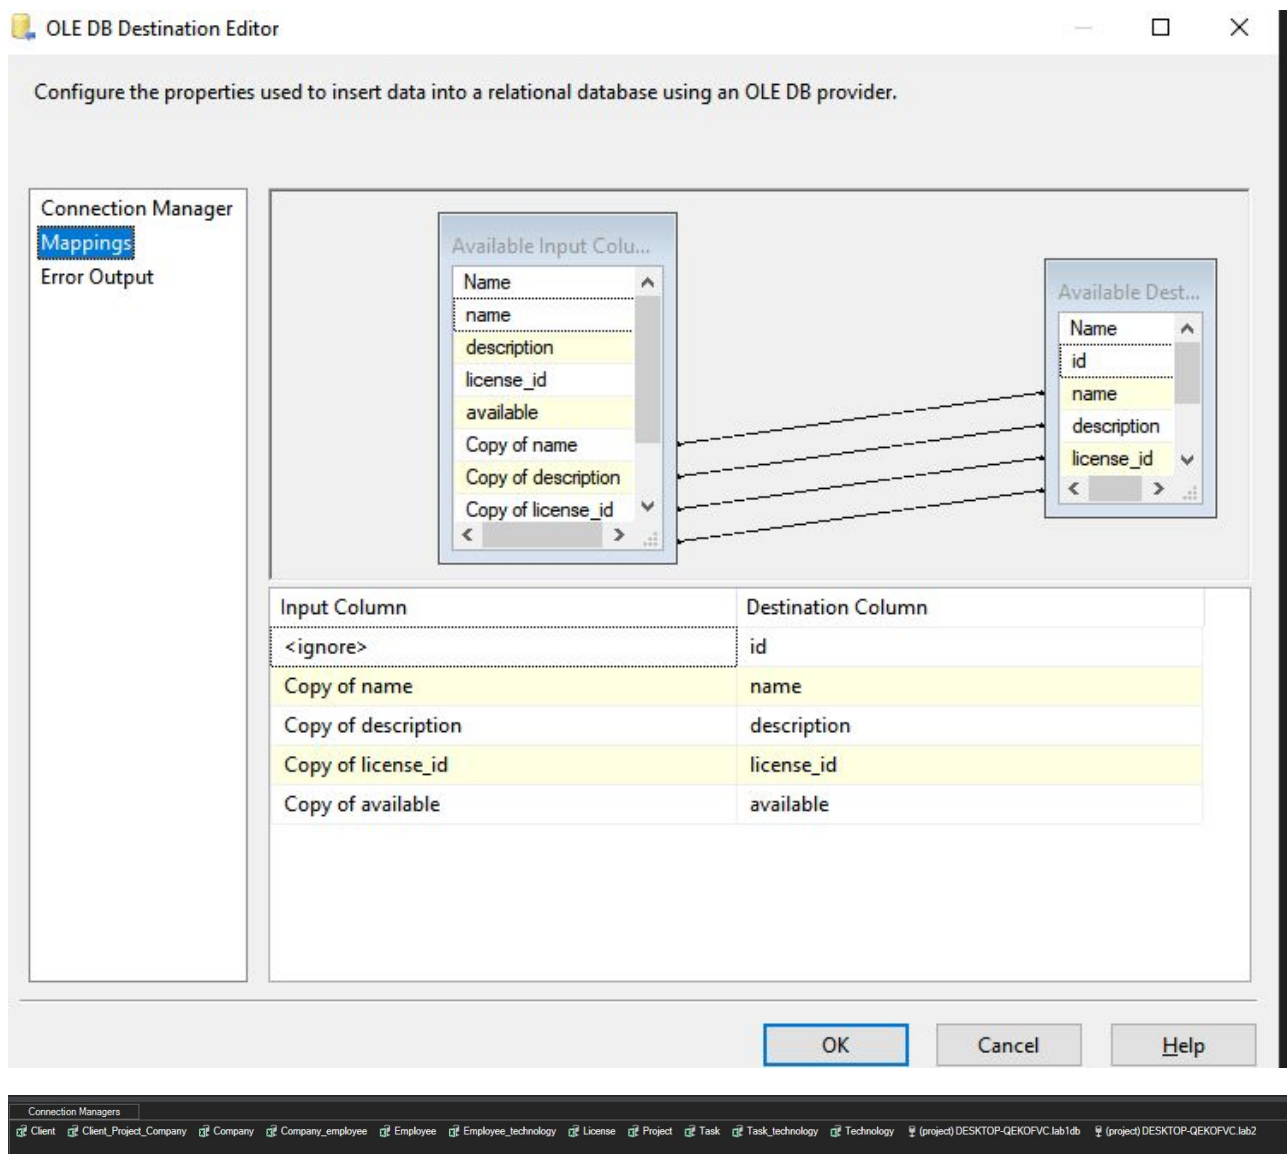 OLE DB Destination Editor
Configure the properties used to insert data into a relational database using an OLE DB provider.
Connection Manager
Mappings
Error Output
Available Input Colu...
Name
name
description
license_id
available
Copy of name
Copy of description
Copy of license_id
Available Dest...
Name
id
name
description
license_id
Input Column Destination Column
<ignore> id
Copy of name name
Copy of description description
Copy of license_id license_id
Copy of available available
OK Cancel Help
Connection Managers
Client Client_Project_Company Company Company_employee Employee Employee_technology License Project Task Task_technology Technology (project) DESKTOP-QEKOFVC.lab1db (project) DESKTOP-QEKOFVC.lab2